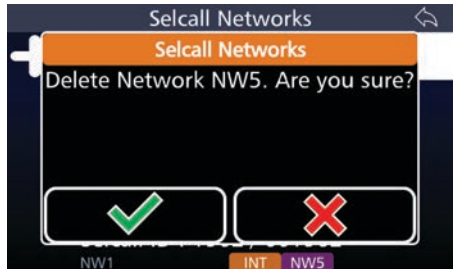 Selcall Networks
Selcall Networks
Delete Network NW5. Are you sure?
NW1 INT NW5